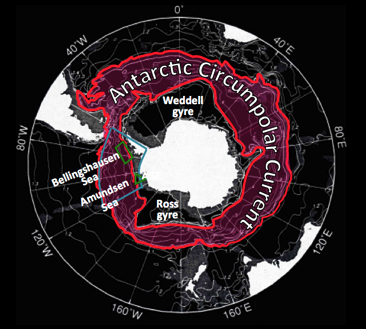 0°
40°W
40°E
Antarctic Circumpolar Current
Weddell
gyre
80°W
80°E
Bellingshausen
Sea
Amundsen
Sea
Ross
gyre
120°W
120°E
160°W
160°E